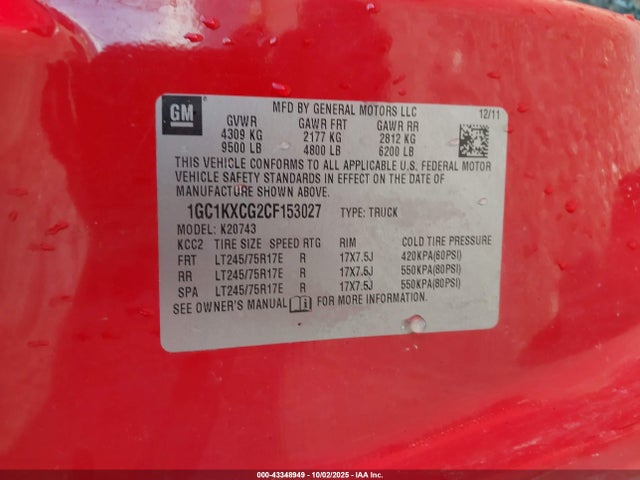 GM
MFD BY GENERAL MOTORS LLC
12/11
GVWR GAWR FRT GAWR RR
4309 KG 2177 KG 2812 KG
9500 LB 4800 LB 6200 LB
THIS VEHICLE CONFORMS TO ALL APPLICABLE U.S. FEDERAL MOTOR
VEHICLE SAFETY STANDARDS IN EFFECT ON THE DATE OF
MANUFACTURE SHOWN ABOVE.
1GC1KXCG2CF153027 TYPE: TRUCK
MODEL: K20743
KCC2 TIRE SIZE SPEED RTG RIM COLD TIRE PRESSURE
FRT LT245/75R17E R 17X7.5J 420KPA(60PSI)
RR LT245/75R17E R 17X7.5J 550KPA(80PSI)
SPA LT245/75R17E R 17X7.5J 550KPA(80PSI)
SEE OWNER'S MANUAL FOR MORE INFORMATION.
000-43348949 - 10/02/2025 - IAA Inc.